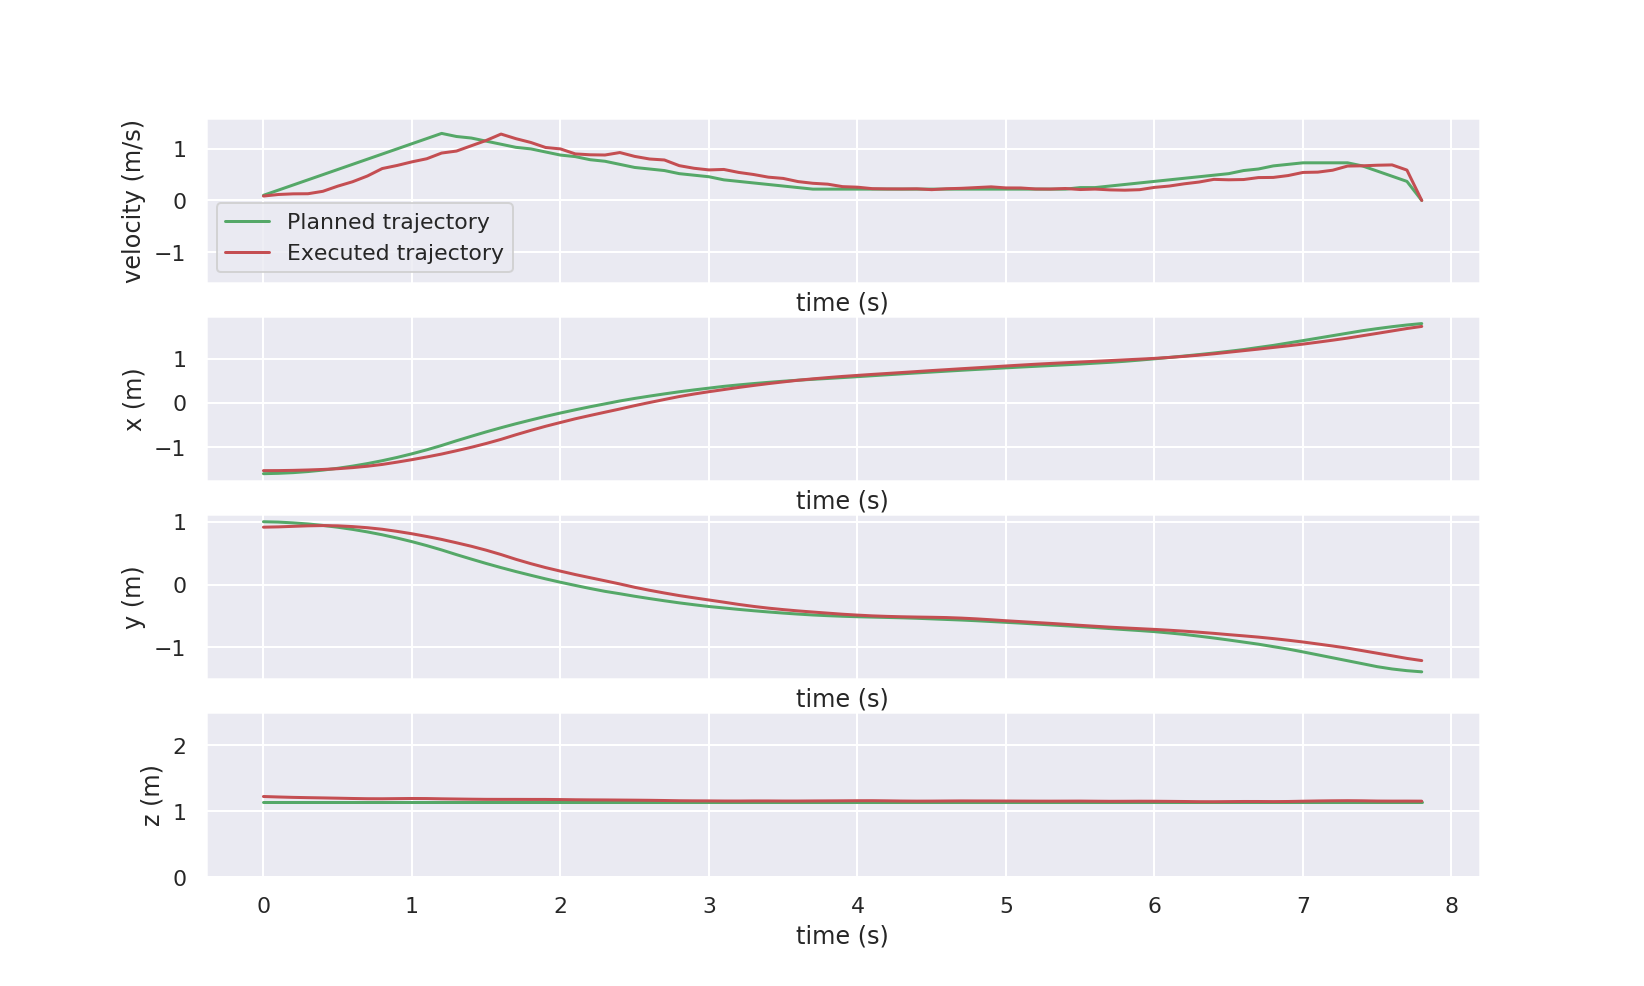 velocity (m/s)
1
0
−1
Planned trajectory
Executed trajectory
time (s)
x (m)
1
0
−1
time (s)
y (m)
1
0
−1
time (s)
z (m)
2
1
0
0 1 2 3 4 5 6 7 8
time (s)